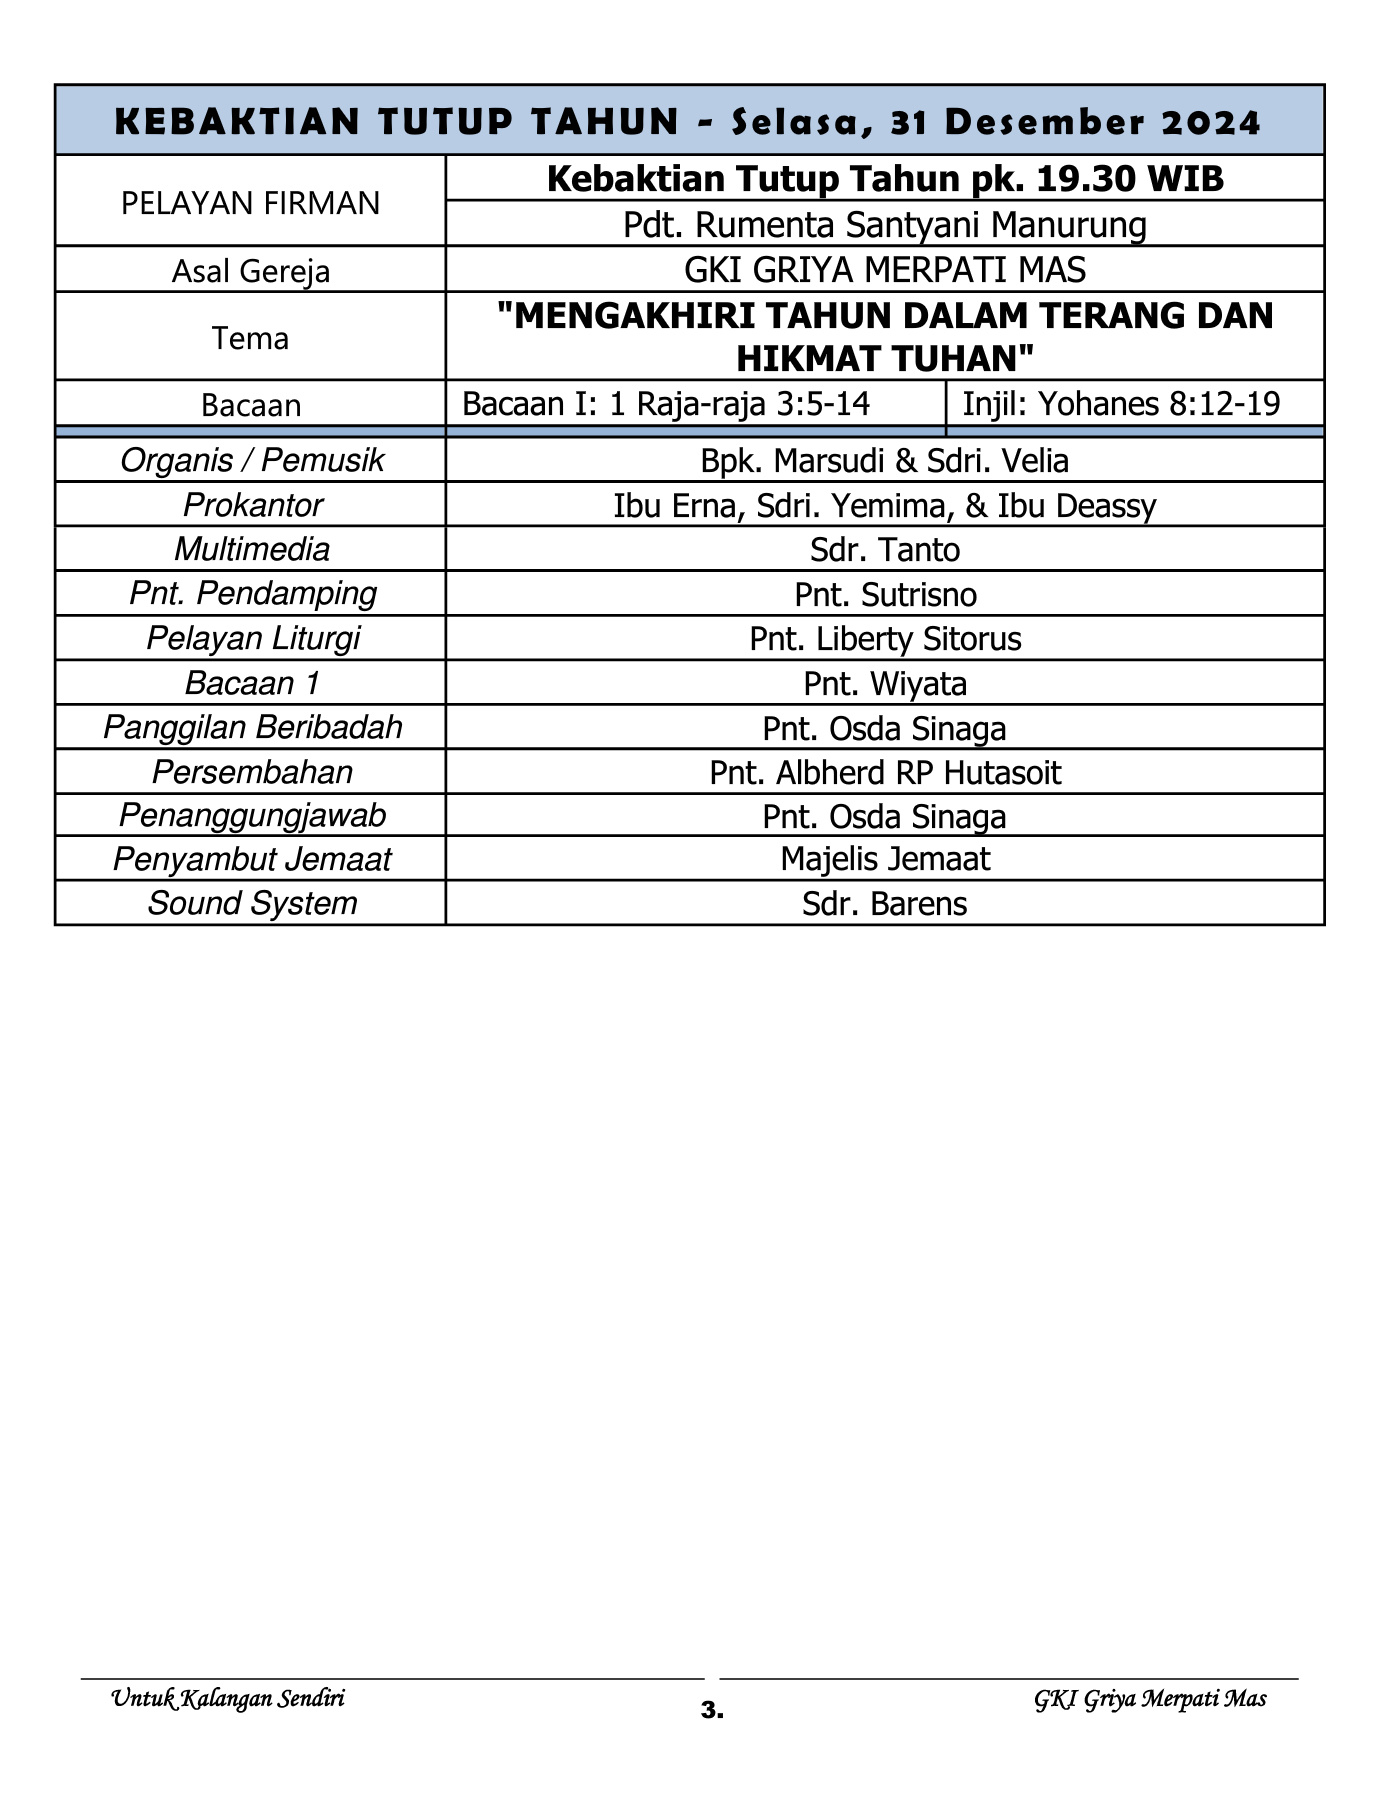 KEBAKTIAN TUTUP TAHUN - Selasa, 31 Desember 2024
PELAYAN FIRMAN
Kebaktian Tutup Tahun pk. 19.30 WIB
Pdt. Rumenta Santyani Manurung
Asal Gereja
GKI GRIYA MERPATI MAS
Tema
"MENGAKHIRI TAHUN DALAM TERANG DAN
HIKMAT TUHAN"
Bacaan
Bacaan I: 1 Raja-raja 3:5-14
Injil: Yohanes 8:12-19
Organis / Pemusik
Bpk. Marsudi & Sdri. Velia
Prokantor
Ibu Erna, Sdri. Yemima, & Ibu Deassy
Multimedia
Sdr. Tanto
Pnt. Pendamping
Pnt. Sutrisno
Pelayan Liturgi
Pnt. Liberty Sitorus
Bacaan 1
Pnt. Wiyata
Panggilan Beribadah
Pnt. Osda Sinaga
Persembahan
Pnt. Albherd RP Hutasoit
Penanggungjawab
Pnt. Osda Sinaga
Penyambut Jemaat
Majelis Jemaat
Sound System
Sdr. Barens
Untuk Kalangan Sendiri
3.
GKI Griya Merpati Mas